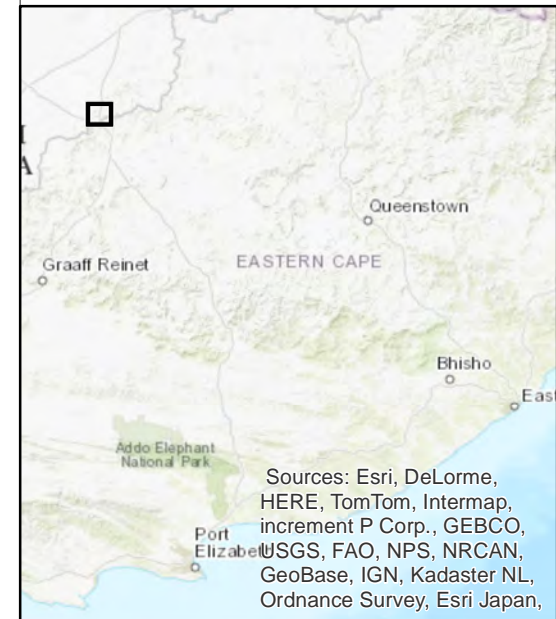 Queenstown
Graaff Reinet
EASTERN CAPE
Bhisho
East
Addo Elephant
National Park
Port
Elizabet
Sources: Esri, DeLorme,
HERE, TomTom, Intermap,
increment P Corp., GEBCO,
USGS, FAO, NPS, NRCAN,
GeoBase, IGN, Kadaster NL,
Ordnance Survey, Esri Japan,